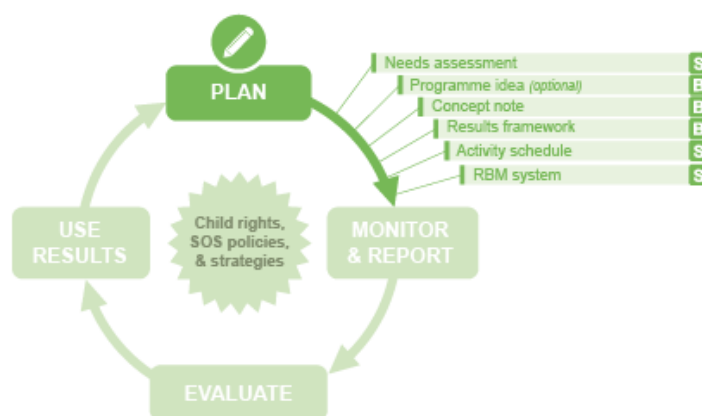 PLAN
Needs assessment S
Programme idea (optional) B
Concept note B
Results framework B
Activity schedule S
RBM system S
USE
RESULTS
Child rights,
SOS policies,
& strategies
MONITOR
& REPORT
EVALUATE